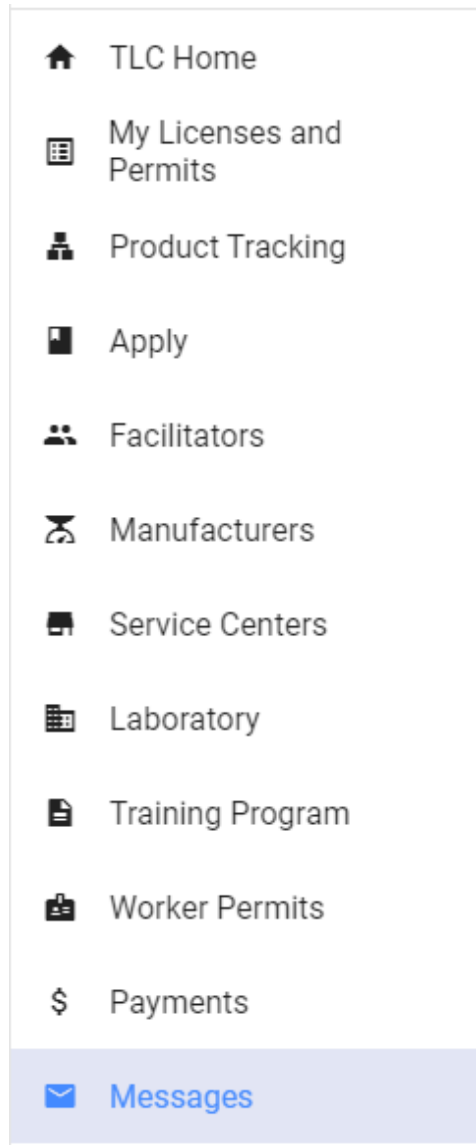 TLC Home
My Licenses and
Permits
Product Tracking
Apply
Facilitators
Manufacturers
Service Centers
Laboratory
Training Program
Worker Permits
$ Payments
Messages